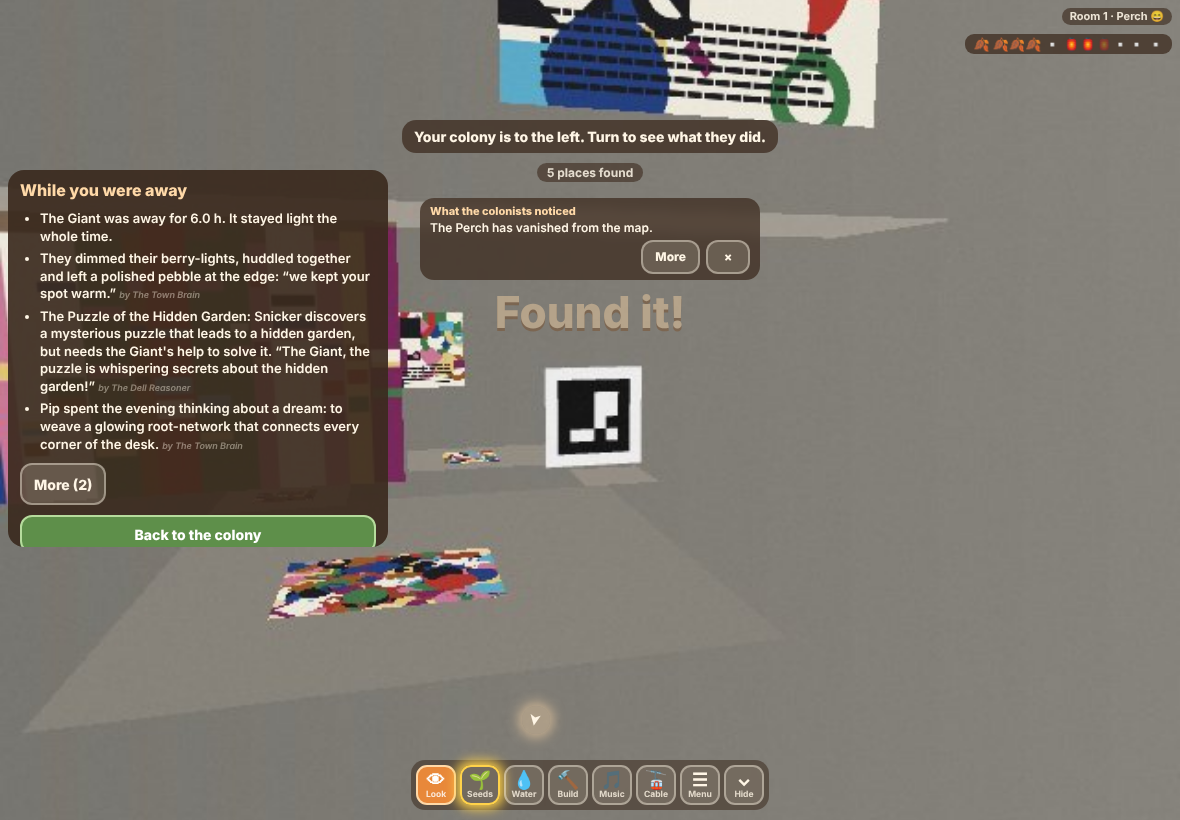 Room 1 · Perch 😄
Your colony is to the left. Turn to see what they did.
5 places found
While you were away
The Giant was away for 6.0 h. It stayed light the
whole time.
They dimmed their berry-lights, huddled together
and left a polished pebble at the edge: “we kept your
spot warm.” by The Town Brain
The Puzzle of the Hidden Garden: Snicker discovers
a mysterious puzzle that leads to a hidden garden,
but needs the Giant's help to solve it. “The Giant, the
puzzle is whispering secrets about the hidden
garden!” by The Dell Reasoner
Pip spent the evening thinking about a dream: to
weave a glowing root-network that connects every
corner of the desk. by The Town Brain
More (2)
Back to the colony
What the colonists noticed
The Perch has vanished from the map.
More ×
Found it!
Look Seeds Water Build Music Cable Menu Hide